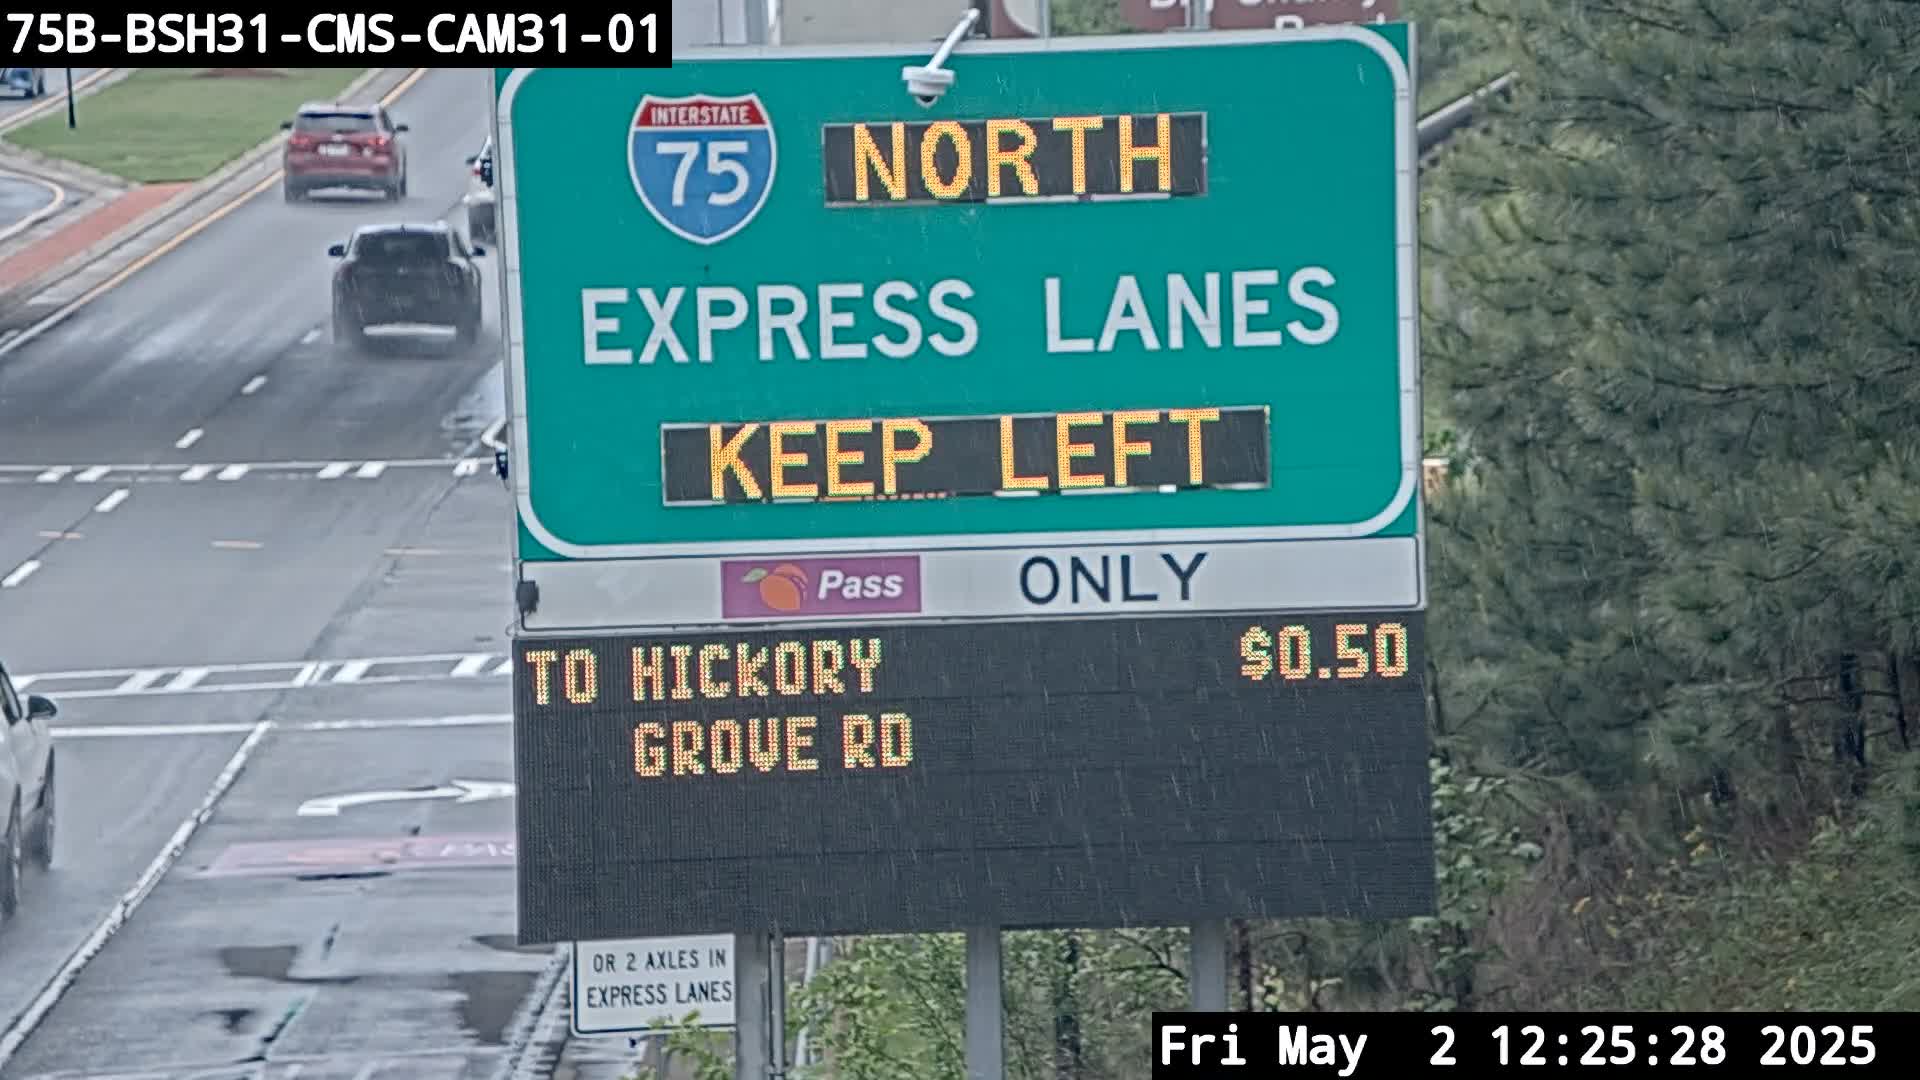 75B-BSH31-CMS-CAM31-01
INTERSTATE
75
NORTH
EXPRESS LANES
KEEP LEFT
Pass ONLY
TO HICKORY $0.50
GROVE RD
OR 2 AXLES IN
EXPRESS LANES
Fri May 2 12:25:28 2025